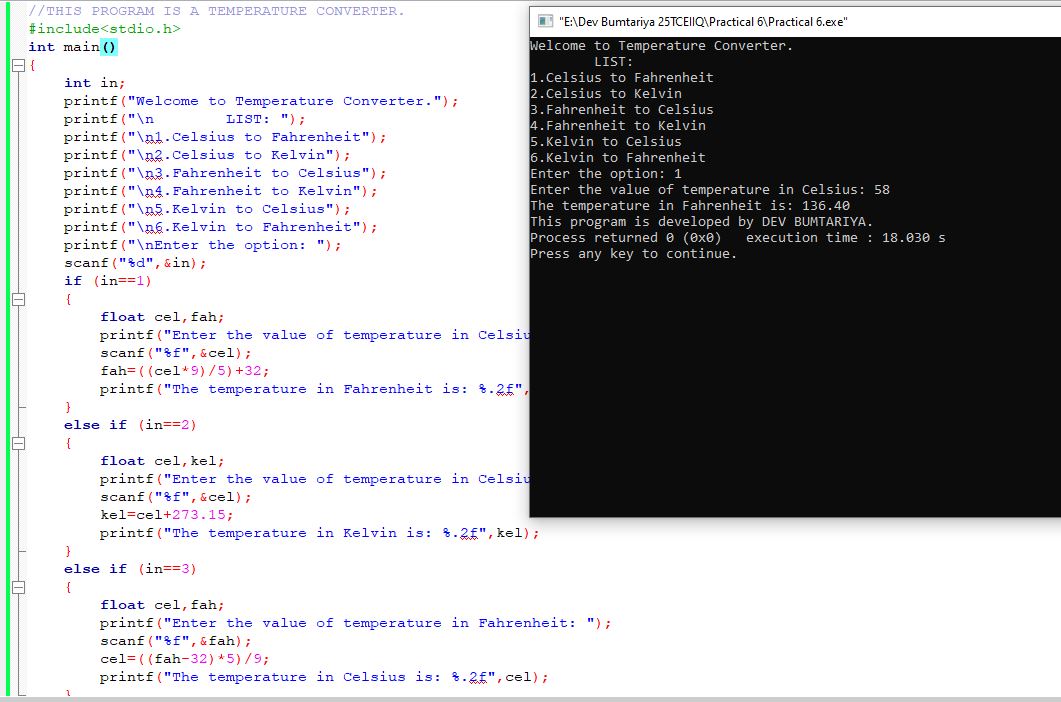 //THIS PROGRAM IS A TEMPERATURE CONVERTER.
#include<stdio.h>
int main()
{
    int in;
    printf("Welcome to Temperature Converter.");
    printf("\n        LIST: ");
    printf("\n1.Celsius to Fahrenheit");
    printf("\n2.Celsius to Kelvin");
    printf("\n3.Fahrenheit to Celsius");
    printf("\n4.Fahrenheit to Kelvin");
    printf("\n5.Kelvin to Celsius");
    printf("\n6.Kelvin to Fahrenheit");
    printf("\nEnter the option: ");
    scanf("%d",&in);
    if (in==1)
    {
        float cel,fah;
        printf("Enter the value of temperature in Celsiu
        scanf("%f",&cel);
        fah=((cel*9)/5)+32;
        printf("The temperature in Fahrenheit is: %.2f",
    }
    else if (in==2)
    {
        float cel,kel;
        printf("Enter the value of temperature in Celsiu
        scanf("%f",&cel);
        kel=cel+273.15;
        printf("The temperature in Kelvin is: %.2f",kel);
    }
    else if (in==3)
    {
        float cel,fah;
        printf("Enter the value of temperature in Fahrenheit: ");
        scanf("%f",&fah);
        cel=((fah-32)*5)/9;
        printf("The temperature in Celsius is: %.2f",cel);
    }
"E:\Dev Bumtariya 25TCEIIQ\Practical 6\Practical 6.exe"
Welcome to Temperature Converter.
        LIST:
1.Celsius to Fahrenheit
2.Celsius to Kelvin
3.Fahrenheit to Celsius
4.Fahrenheit to Kelvin
5.Kelvin to Celsius
6.Kelvin to Fahrenheit
Enter the option: 1
Enter the value of temperature in Celsius: 58
The temperature in Fahrenheit is: 136.40
This program is developed by DEV BUMTARIYA.
Process returned 0 (0x0)   execution time : 18.030 s
Press any key to continue.